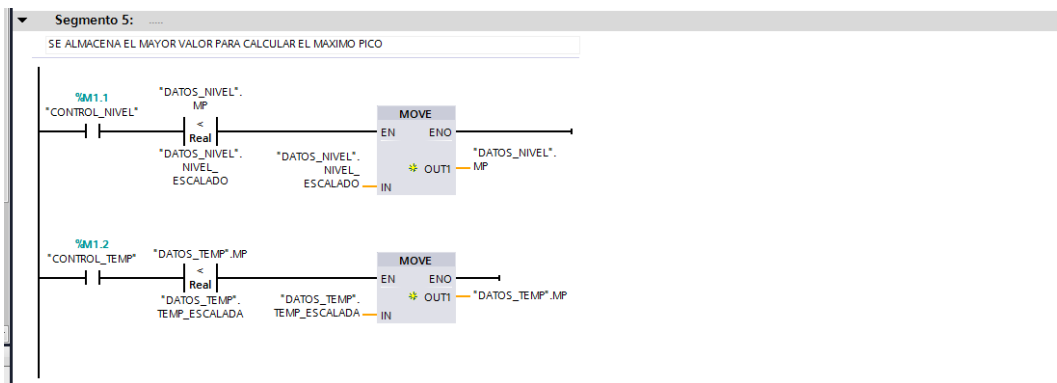 Segmento 5: .....
SE ALMACENA EL MAYOR VALOR PARA CALCULAR EL MAXIMO PICO
%M1.1
"CONTROL_NIVEL"
"DATOS_NIVEL".
MP
<
Real
"DATOS_NIVEL".
NIVEL_
ESCALADO
MOVE
EN ENO
"DATOS_NIVEL".
NIVEL_
ESCALADO
IN
OUT1
"DATOS_NIVEL".
MP
%M1.2
"CONTROL_TEMP"
"DATOS_TEMP".MP
<
Real
"DATOS_TEMP".
TEMP_ESCALADA
MOVE
EN ENO
"DATOS_TEMP".
TEMP_ESCALADA
IN
OUT1
"DATOS_TEMP".MP